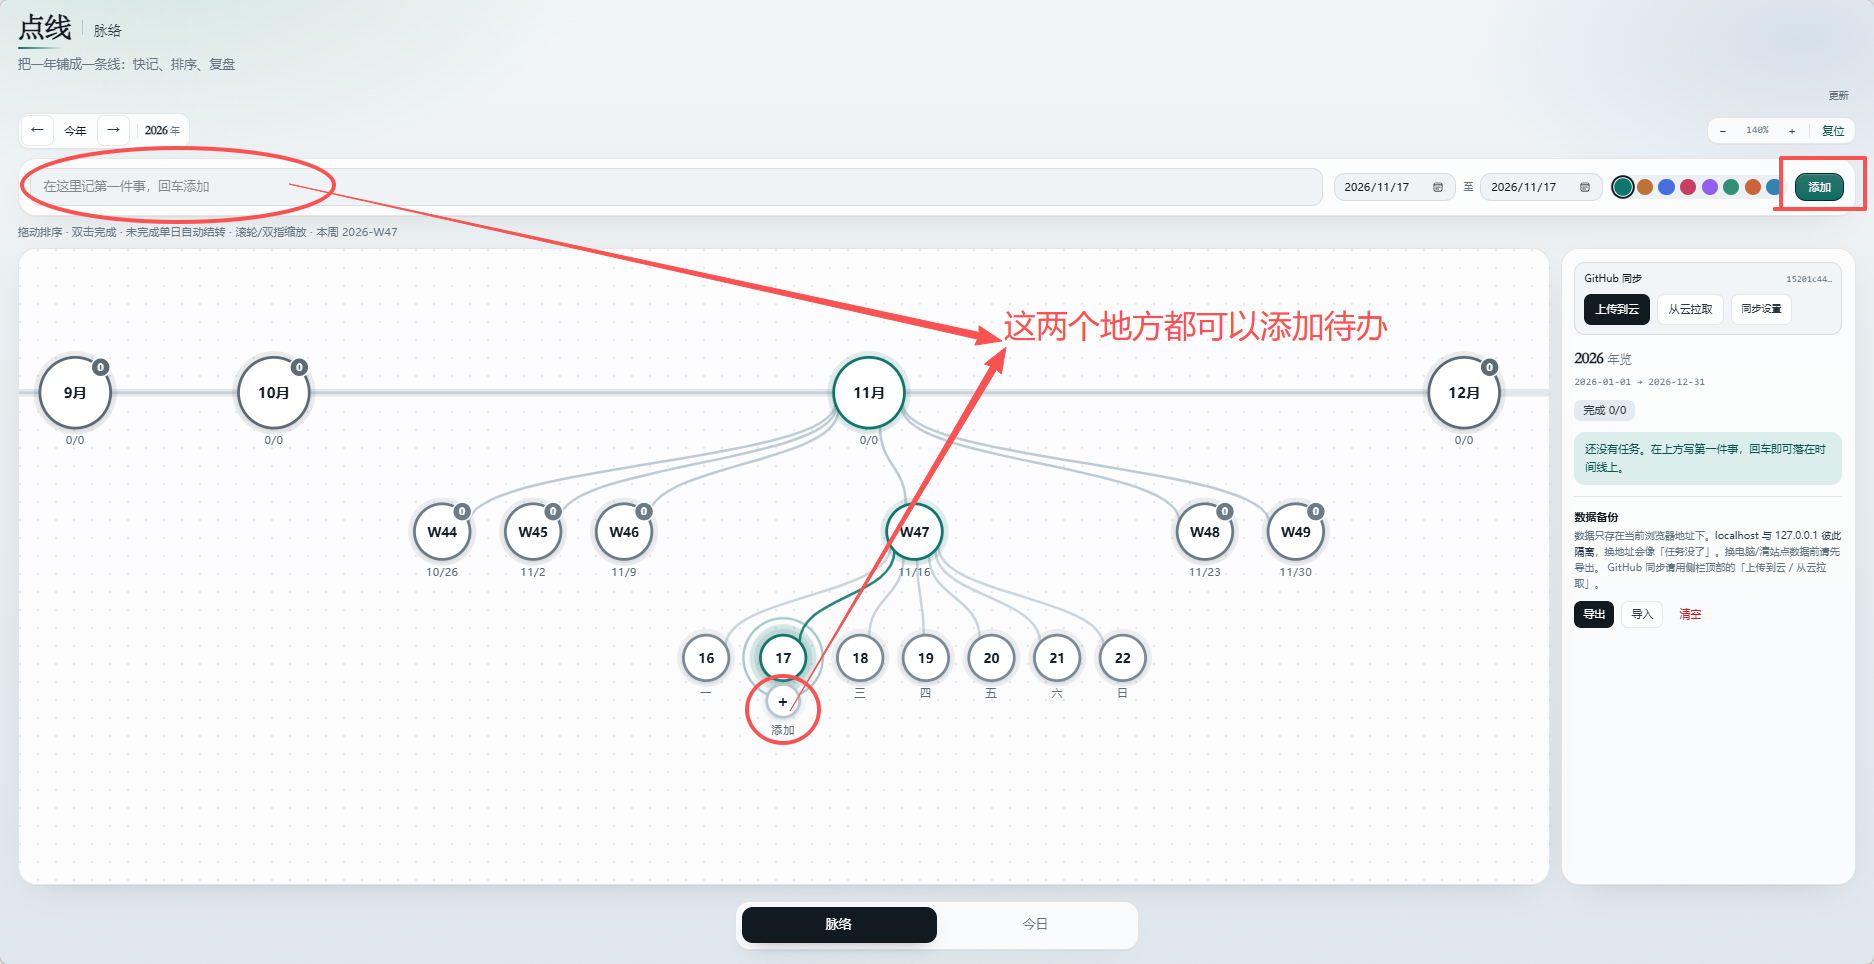 点线 脉络
把一年铺成一条线：快记、排序、复盘
更新
← 今年 → 2026 年
− 140% + 复位
在这里记第一件事，回车添加
2026/11/17 至 2026/11/17 添加
拖动排序 · 双击完成 · 未完成单日自动结转 · 滚轮/双指缩放 · 本周 2026-W47
这两个地方都可以添加待办
0 0 0
9月 10月 11月 12月
0/0 0/0 0/0 0/0
0 0 0 0 0
W44 W45 W46 W47 W48 W49
10/26 11/2 11/9 11/16 11/23 11/30
16 17 18 19 20 21 22
一 三 四 五 六 日
+
添加
GitHub 同步 15201c44…
上传到云 从云拉取 同步设置
2026 年览
2026-01-01 → 2026-12-31
完成 0/0
还没有任务。在上方写第一件事，回车即可落在时
间线上。
数据备份
数据只存在当前浏览器地址下。localhost 与 127.0.0.1 彼此
隔离，换地址会像「任务没了」。换电脑/清站点数据前请先
导出。 GitHub 同步请用侧栏顶部的「上传到云 / 从云拉
取」。
导出 导入 清空
脉络 今日